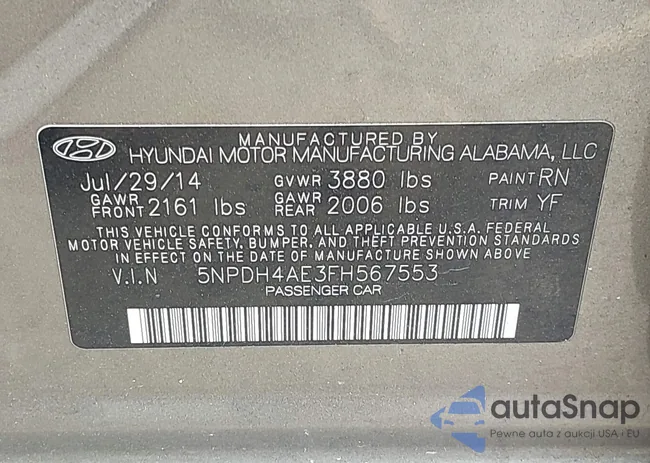 MANUFACTURED BY
HYUNDAI MOTOR MANUFACTURING ALABAMA, LLC
Jul/29/14 GVWR 3880 lbs PAINT RN
GAWR FRONT 2161 lbs GAWR REAR 2006 lbs TRIM YF
THIS VEHICLE CONFORMS TO ALL APPLICABLE U.S.A. FEDERAL
MOTOR VEHICLE SAFETY, BUMPER, AND THEFT PREVENTION STANDARDS
IN EFFECT ON THE DATE OF MANUFACTURE SHOWN ABOVE.
V.I.N 5NPDH4AE3FH567553
PASSENGER CAR
autoSnap
Pewne auta z aukcji USA i EU